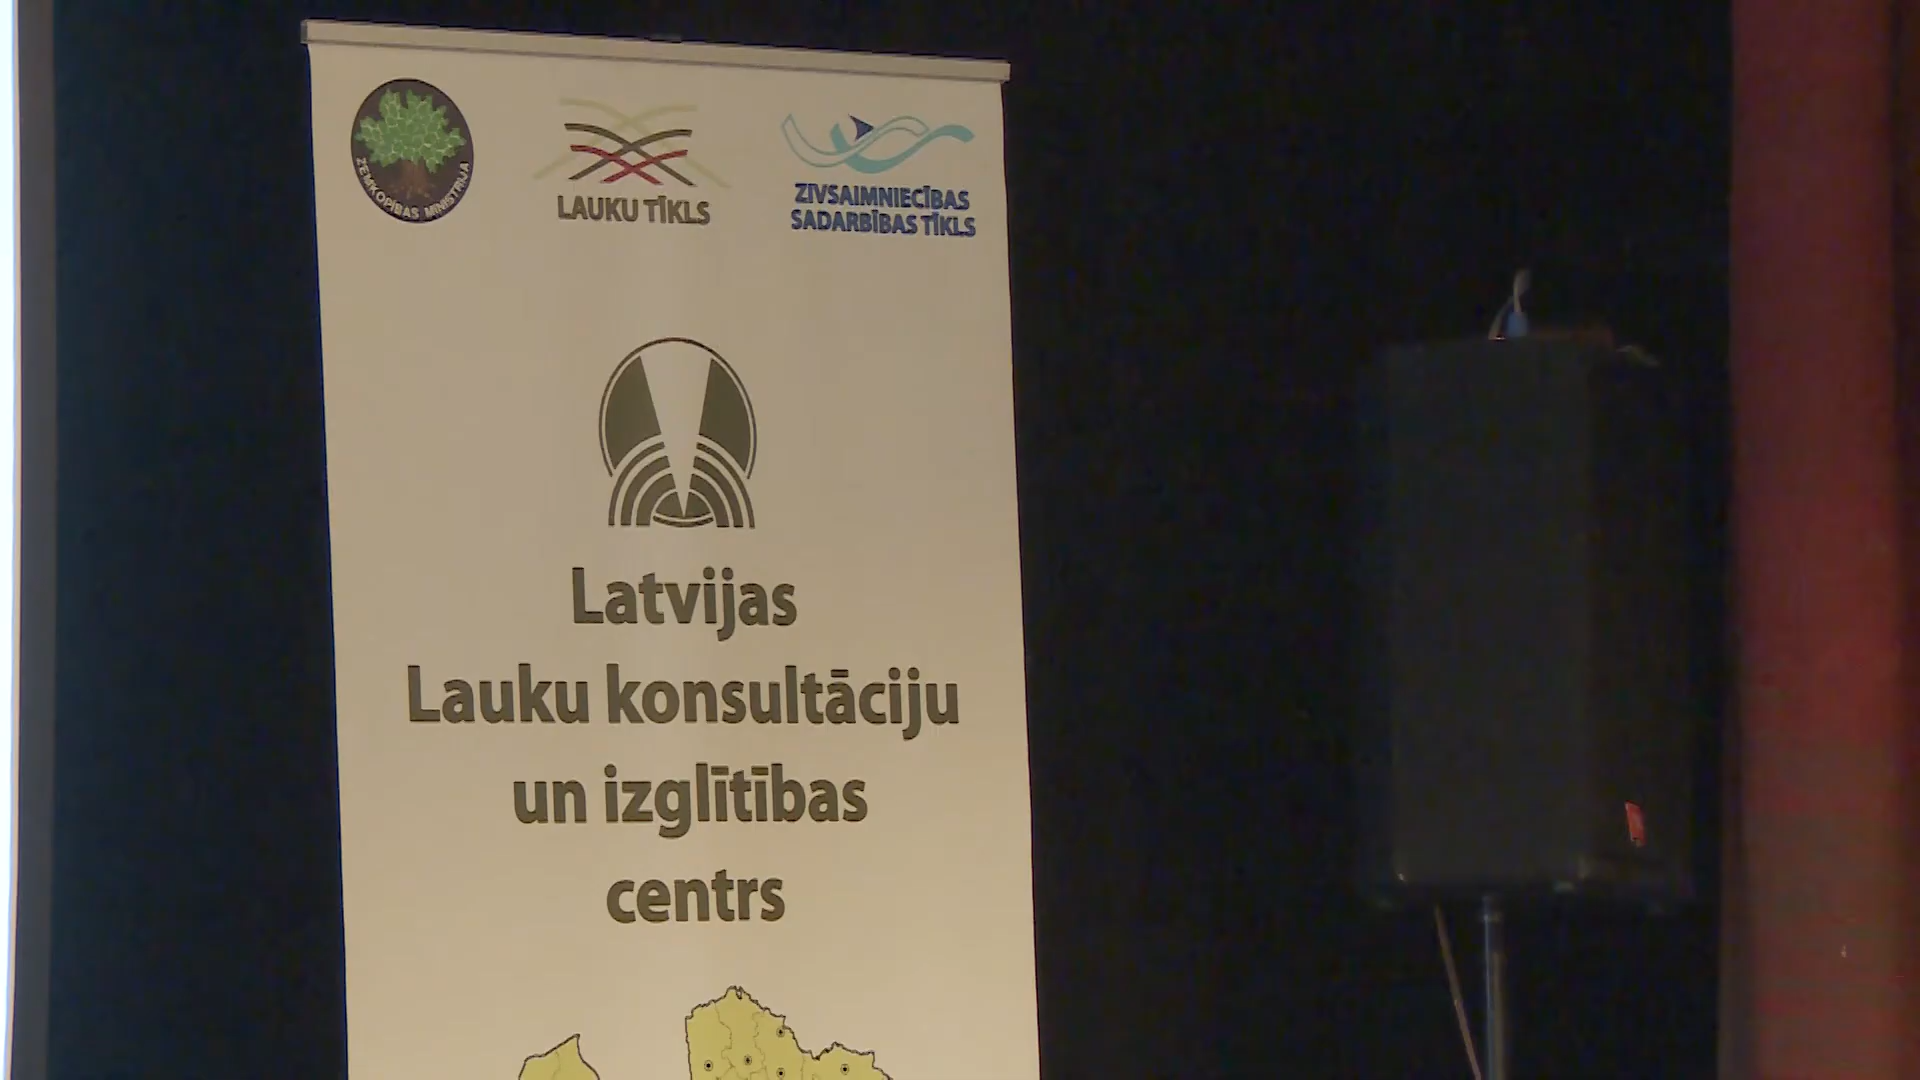 ZEMKOPĪBAS MINISTRIJA
LAUKU TĪKLS
ZIVSAIMNIECĪBAS
SADARBĪBAS TĪKLS
Latvijas
Lauku konsultāciju
un izglītības
centrs